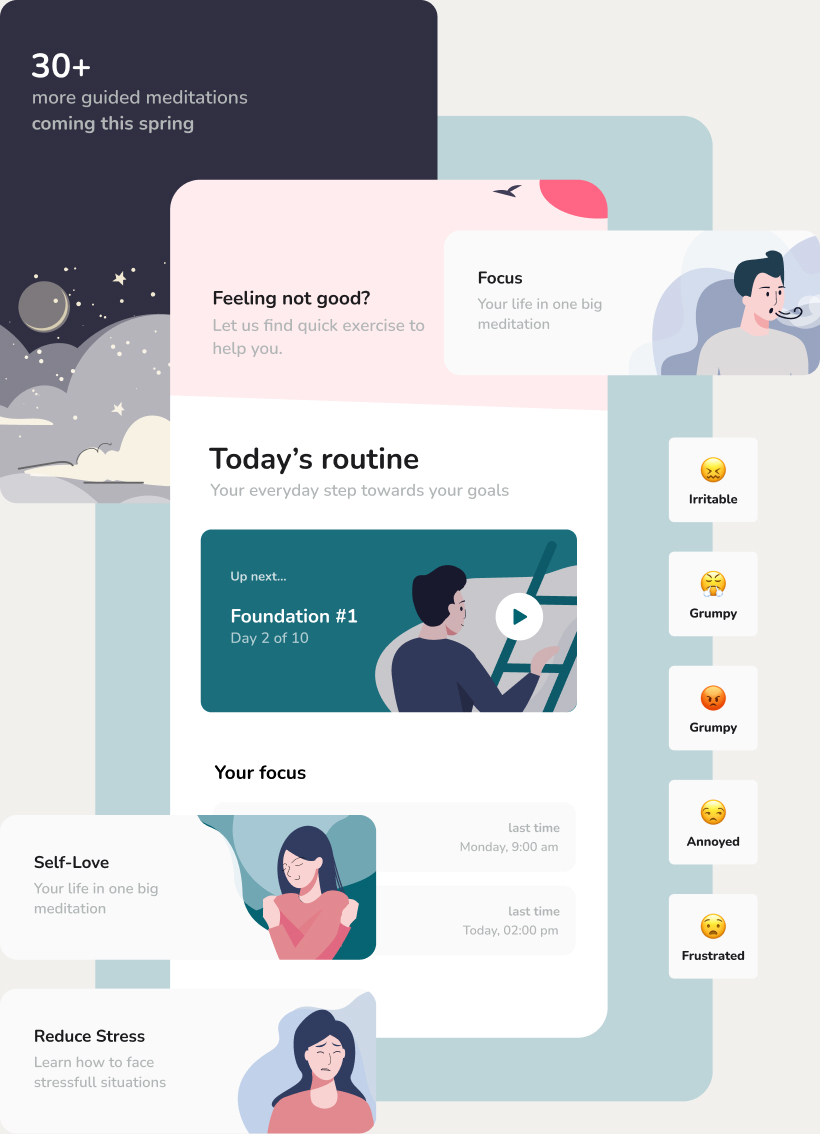 30+
more guided meditations
coming this spring
Feeling not good?
Let us find quick exercise to
help you.
Focus
Your life in one big
meditation
Today’s routine
Your everyday step towards your goals
Up next...
Foundation #1
Day 2 of 10
Irritable
Grumpy
Grumpy
Annoyed
Frustrated
Your focus
last time
Monday, 9:00 am
last time
Today, 02:00 pm
Self-Love
Your life in one big
meditation
Reduce Stress
Learn how to face
stressfull situations